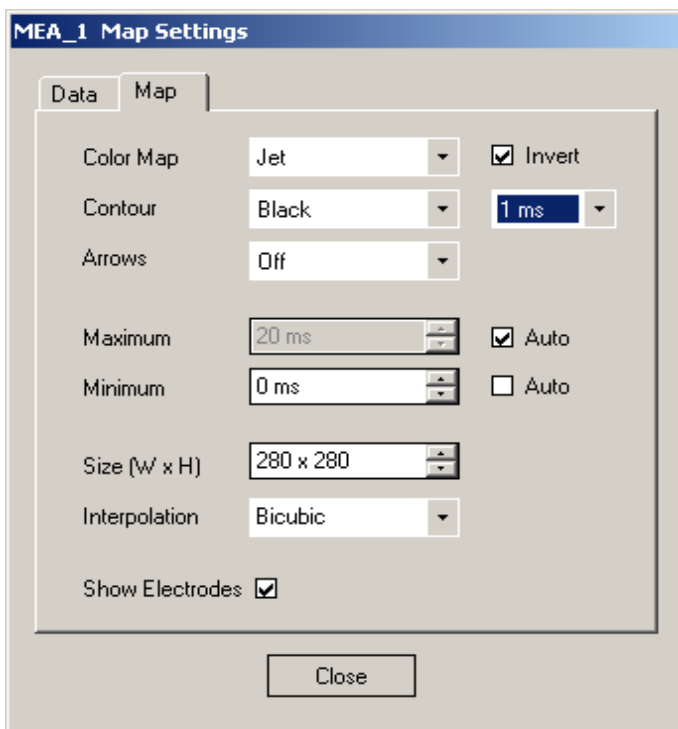 MEA_1 Map Settings
Data Map
Color Map Jet Invert
Contour Black 1 ms
Arrows Off
Maximum 20 ms Auto
Minimum 0 ms Auto
Size (W x H) 280 x 280
Interpolation Bicubic
Show Electrodes
Close